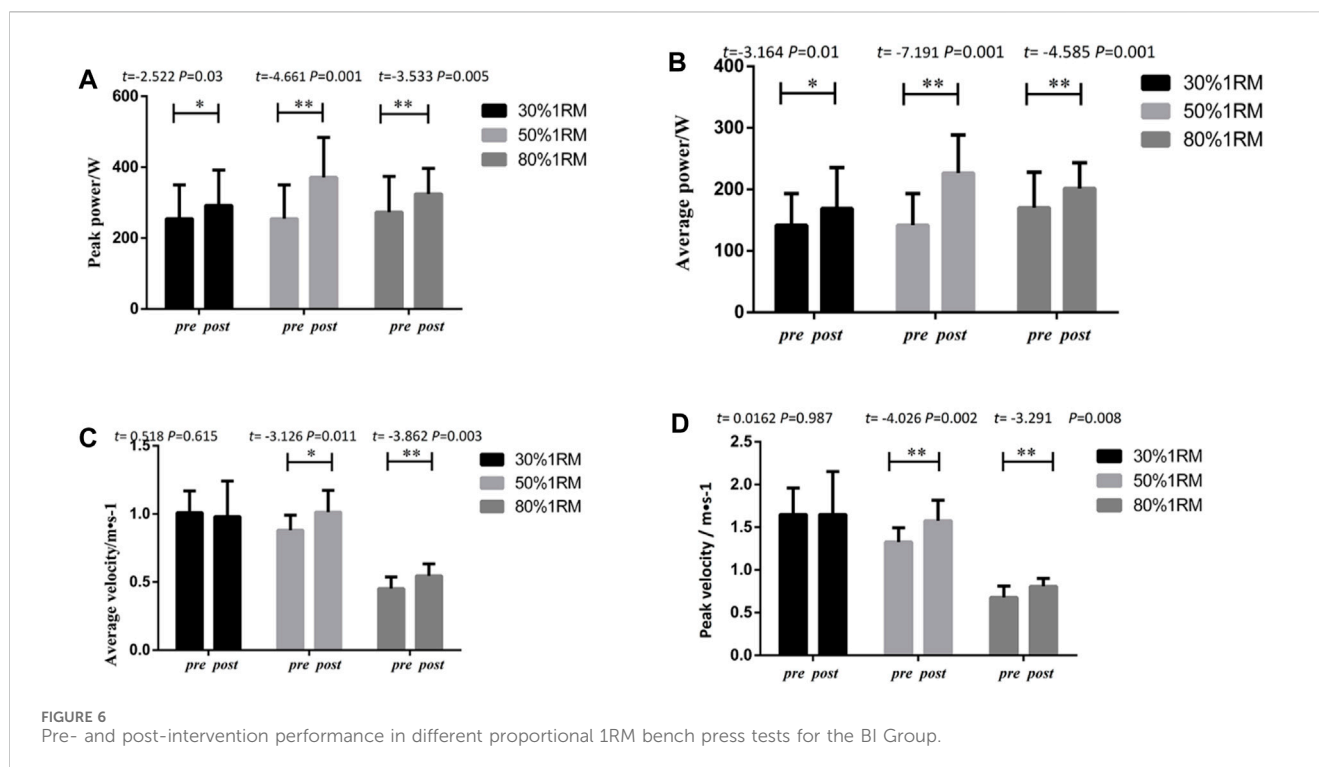 A
t=-2.522 P=0.03 t=-4.661 P=0.001 t=-3.533 P=0.005
* ** **
600
400
200
0
Peak power/W
pre post pre post pre post
30%1RM
50%1RM
80%1RM
B
t=-3.164 P=0.01 t= -7.191 P=0.001 t= -4.585 P=0.001
* ** **
400
300
200
100
0
Average power/W
pre post pre post pre post
30%1RM
50%1RM
80%1RM
C
t= 0.518 P=0.615 t= -3.126 P=0.011 t= -3.862 P=0.003
* **
1.5
1.0
0.5
0.0
Average velocity/m•s-1
pre post pre post pre post
30%1RM
50%1RM
80%1RM
D
t= 0.0162 P=0.987 t= -4.026 P=0.002 t= -3.291 P=0.008
** **
2.5
2.0
1.5
1.0
0.5
0.0
Peak velocity / m•s-1
pre post pre post pre post
30%1RM
50%1RM
80%1RM
FIGURE 6
Pre- and post-intervention performance in different proportional 1RM bench press tests for the BI Group.